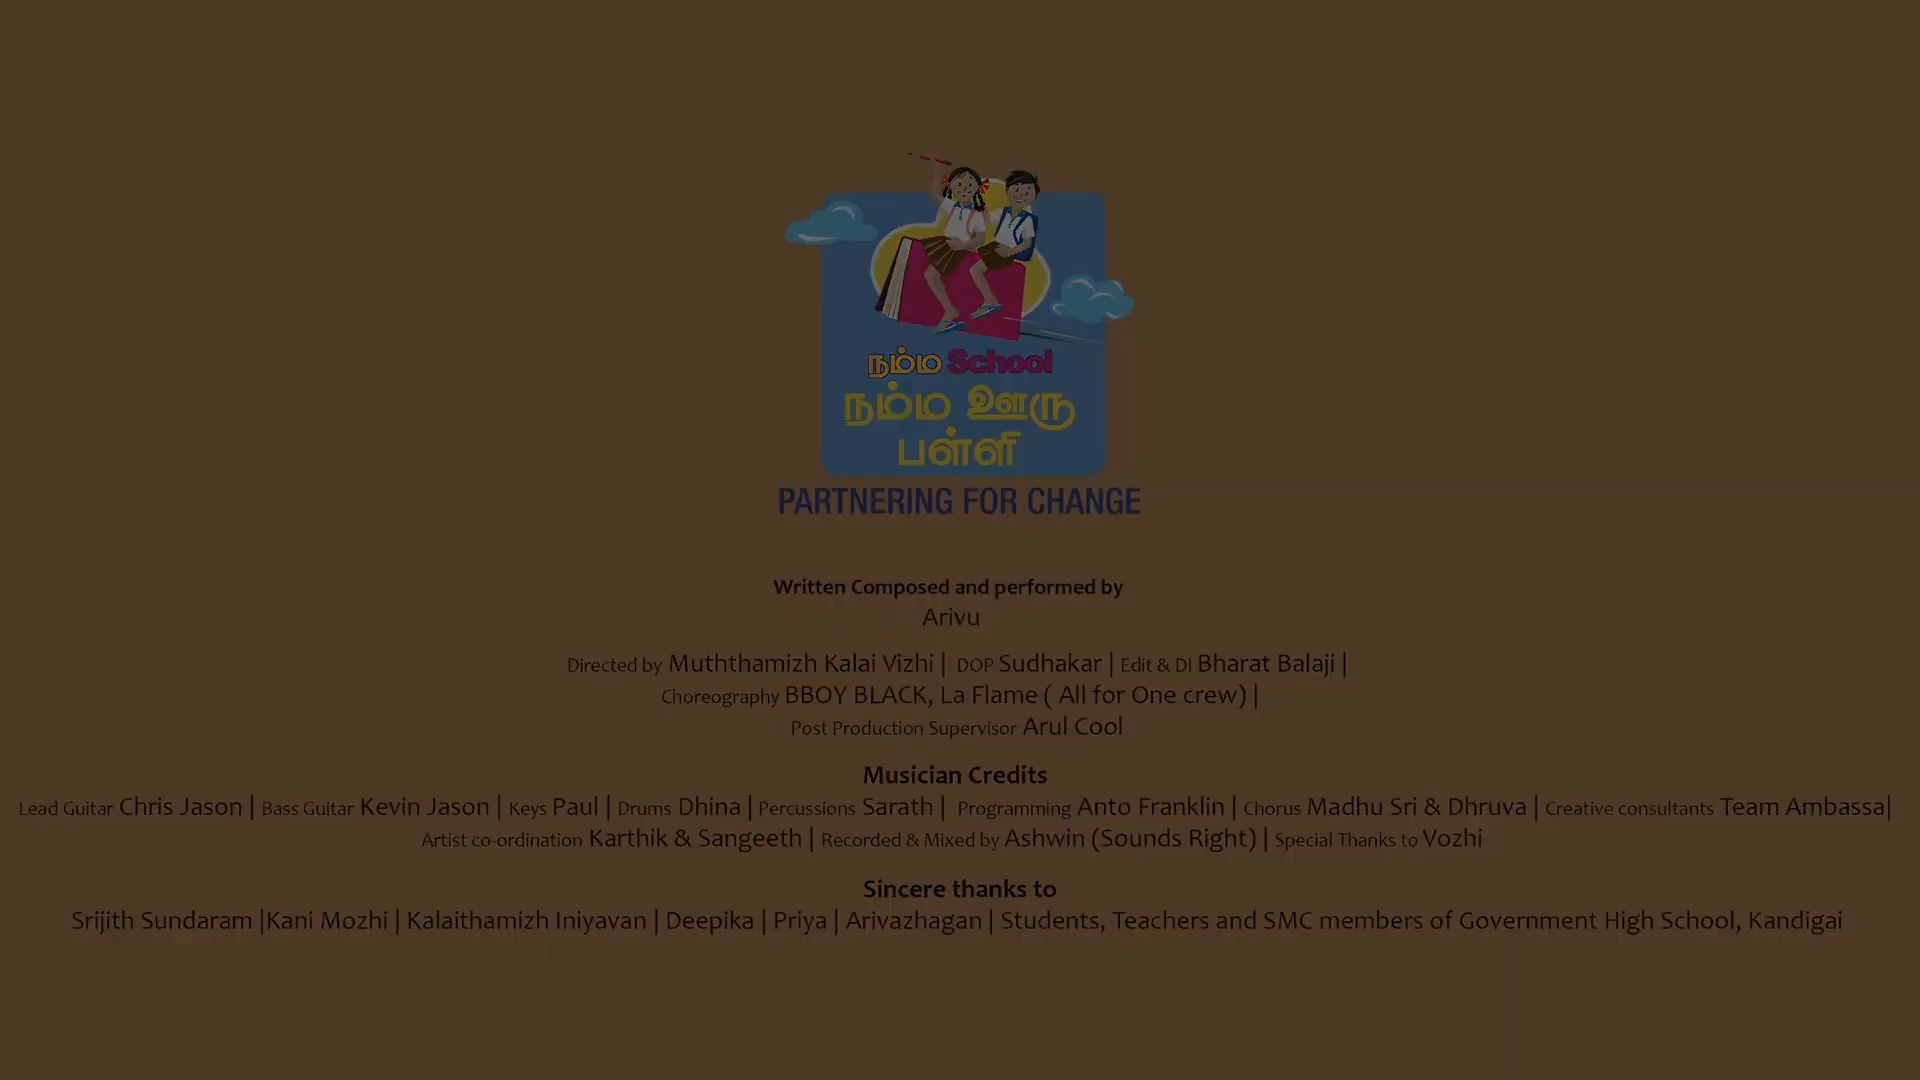 நம்ம School
நம்ம ஊரு
பள்ளி
PARTNERING FOR CHANGE
Written Composed and performed by
Arivu
Directed by Muththamizh Kalai Vizhi | DOP Sudhakar | Edit & DI Bharat Balaji |
Choreography BBOY BLACK, La Flame ( All for One crew) |
Post Production Supervisor Arul Cool
Musician Credits
Lead Guitar Chris Jason | Bass Guitar Kevin Jason | Keys Paul | Drums Dhina | Percussions Sarath | Programming Anto Franklin | Chorus Madhu Sri & Dhruva | Creative consultants Team Ambassa|
Artist co-ordination Karthik & Sangeeth | Recorded & Mixed by Ashwin (Sounds Right) | Special Thanks to Vozhi
Sincere thanks to
Srijith Sundaram |Kani Mozhi | Kalaithamizh Iniyavan | Deepika | Priya | Arivazhagan | Students, Teachers and SMC members of Government High School, Kandigai